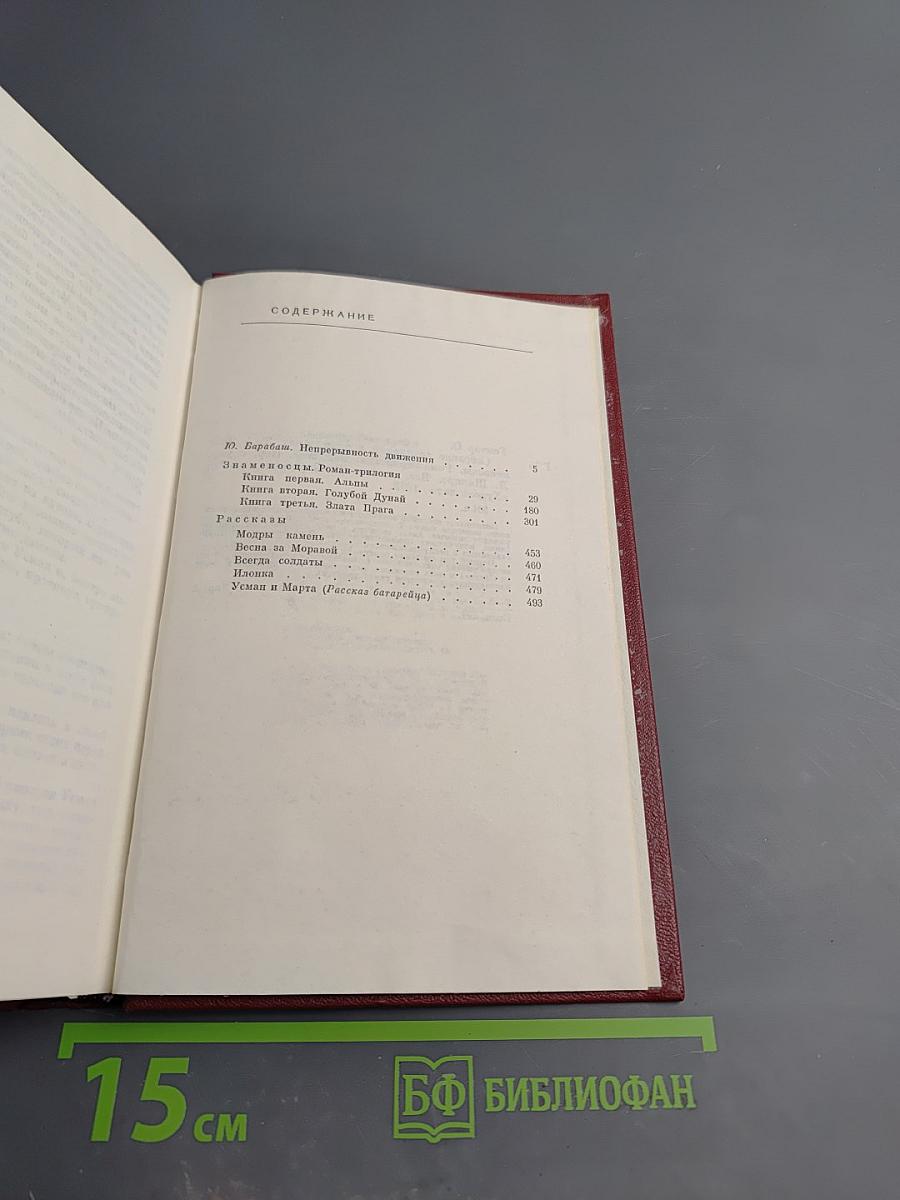 СОДЕРЖАНИЕ
Ю. Барабаш. Непрерывность движения . . . . . . 5
Знаменосцы. Роман-трилогия
Книга первая. Альпы . . . . . . . . . . 29
Книга вторая. Голубой Дунай . . . . . . . . 180
Книга третья. Злата Прага . . . . . . . . . 301
Рассказы
Модры камень . . . . . . . . . . . . . 453
Весна за Моравой . . . . . . . . . . . . 460
Всегда солдаты . . . . . . . . . . . . . 471
Илонка . . . . . . . . . . . . . . . . 479
Усман и Марта (Рассказ батарейца) . . . . . . 493
15 см
БФ БИБЛИОФАН